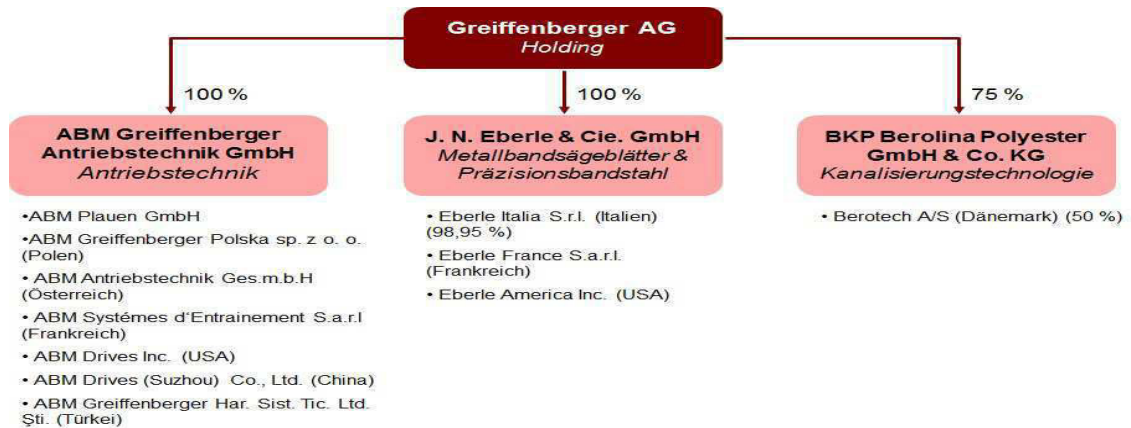 Greiffenberger AG
Holding
100 %
100 %
75 %
ABM Greiffenberger
Antriebstechnik GmbH
Antriebstechnik
J. N. Eberle & Cie. GmbH
Metallbandsägeblätter &
Präzisionsbandstahl
BKP Berolina Polyester
GmbH & Co. KG
Kanalisierungstechnologie
•ABM Plauen GmbH
•ABM Greiffenberger Polska sp. z o. o.
(Polen)
• ABM Antriebstechnik Ges.m.b.H
(Österreich)
• ABM Systémes d'Entrainement S.a.r.l
(Frankreich)
• ABM Drives Inc. (USA)
• ABM Drives (Suzhou) Co., Ltd. (China)
• ABM Greiffenberger Har. Sist. Tic. Ltd.
Şti. (Türkei)
• Eberle Italia S.r.l. (Italien)
(98,95 %)
• Eberle France S.a.r.l.
(Frankreich)
• Eberle America Inc. (USA)
• Berotech A/S (Dänemark) (50 %)